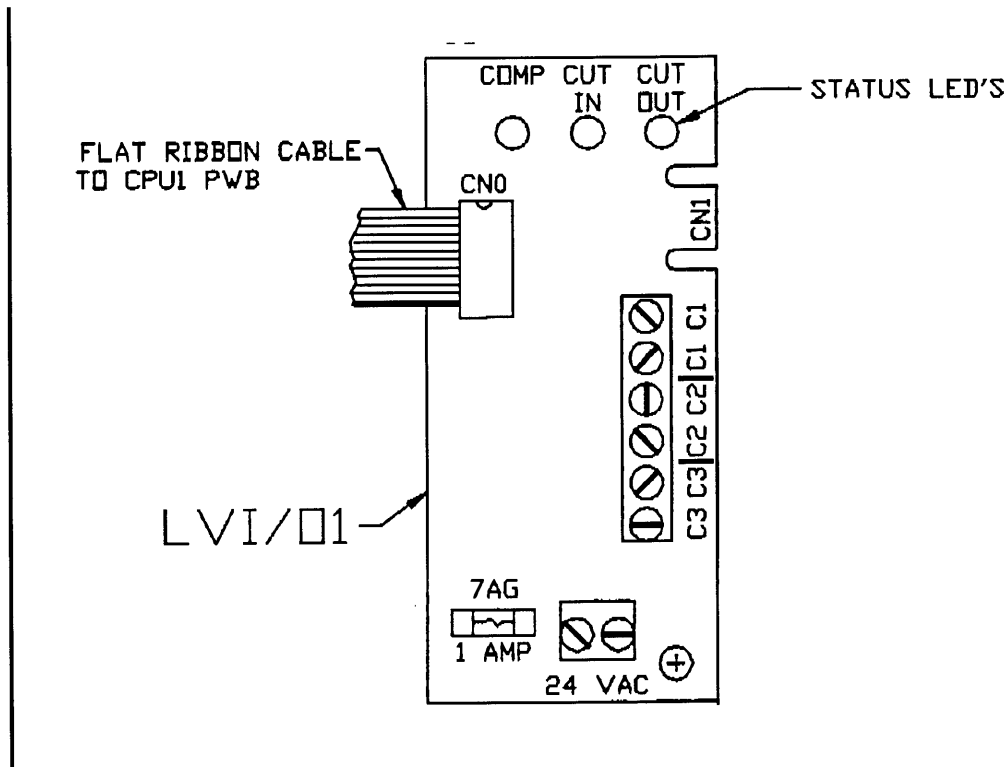 COMP CUT IN CUT OUT
STATUS LED'S
FLAT RIBBON CABLE
TO CPU1 PWB
CN0
CN1
C1
C1
C2
C2
C3
C3
LVI/O1
7AG
1 AMP
24 VAC